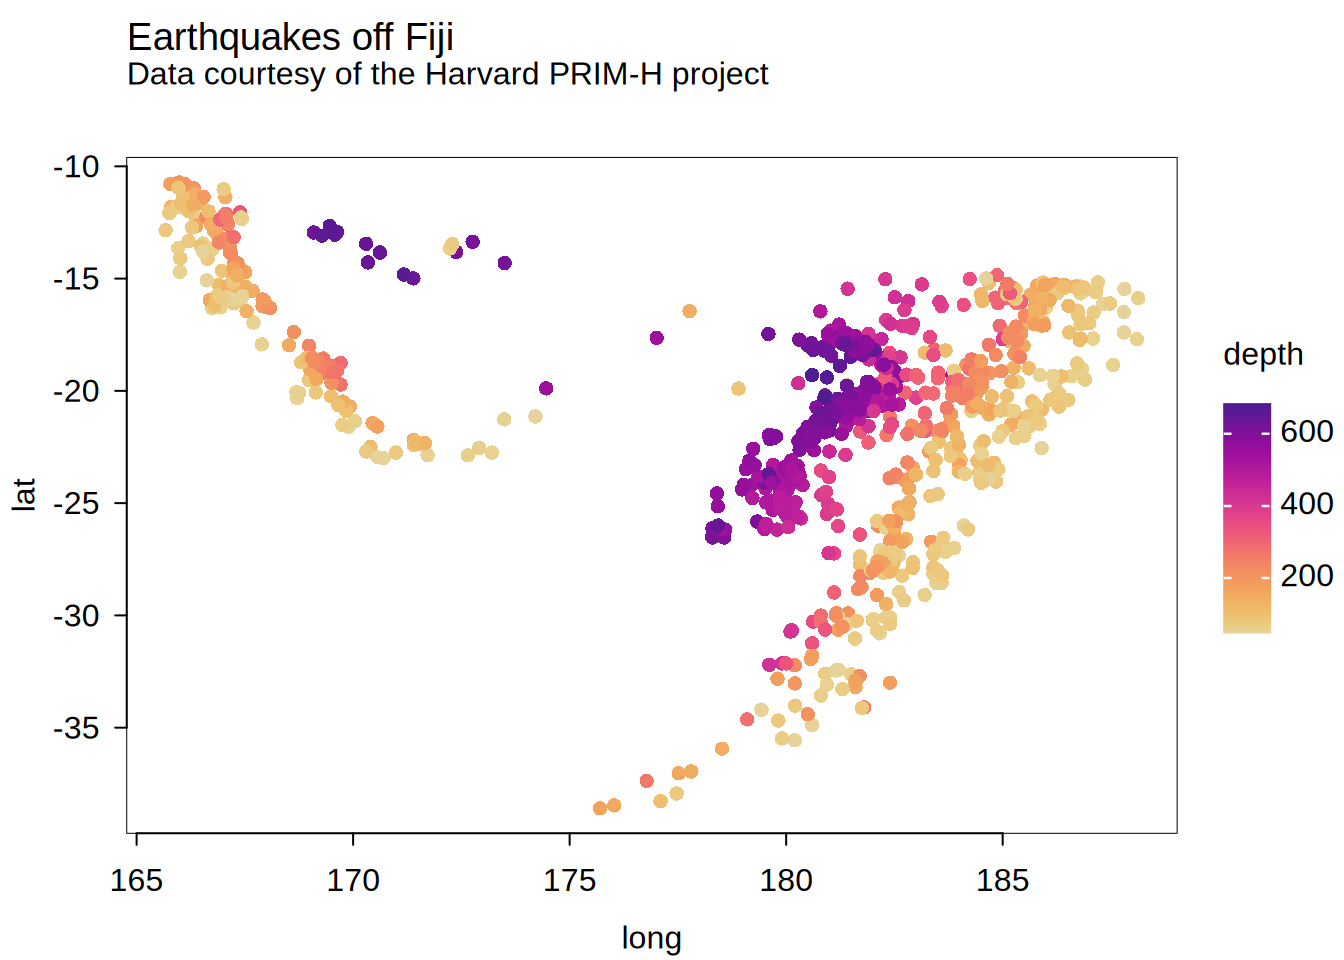 Earthquakes off Fiji
Data courtesy of the Harvard PRIM-H project
-10
-15
-20
-25
-30
-35
lat
165 170 175 180 185
long
depth
600
400
200